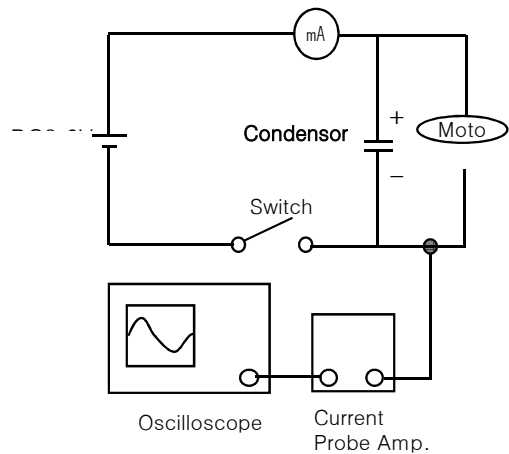 mA
Condensor
+
Moto
−
Switch
Oscilloscope
Current
Probe Amp.